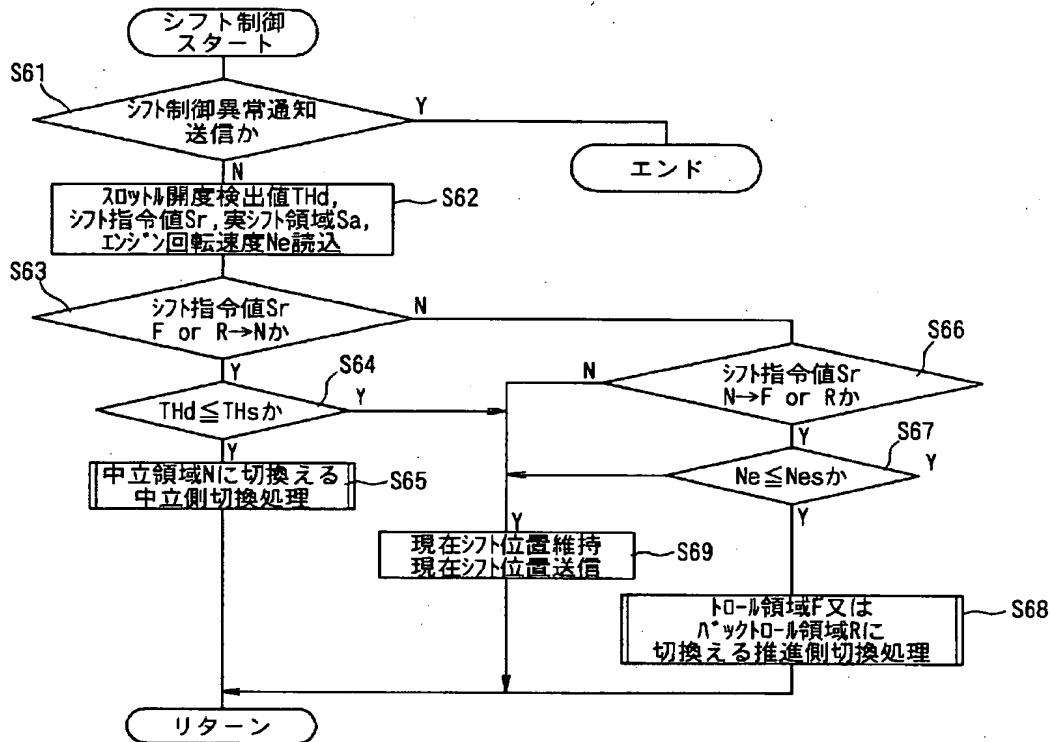 シフト制御
スタート
S61
シフト制御異常通知
送信か
Y
エンド
N
スロットル開度検出値THd,
シフト指令値Sr,実シフト領域Sa,
エンジン回転速度Ne読込
S62
S63
シフト指令値Sr
F or R→Nか
N
Y
S64
THd≦THsか
Y
Y
中立領域Nに切換える
中立側切換処理
S65
S66
シフト指令値Sr
N→F or Rか
N
Y
S67
Ne≦Nesか
Y
Y
Y
現在シフト位置維持
現在シフト位置送信
S69
トロール領域F又は
バックトロール領域Rに
切換える推進側切換処理
S68
リターン